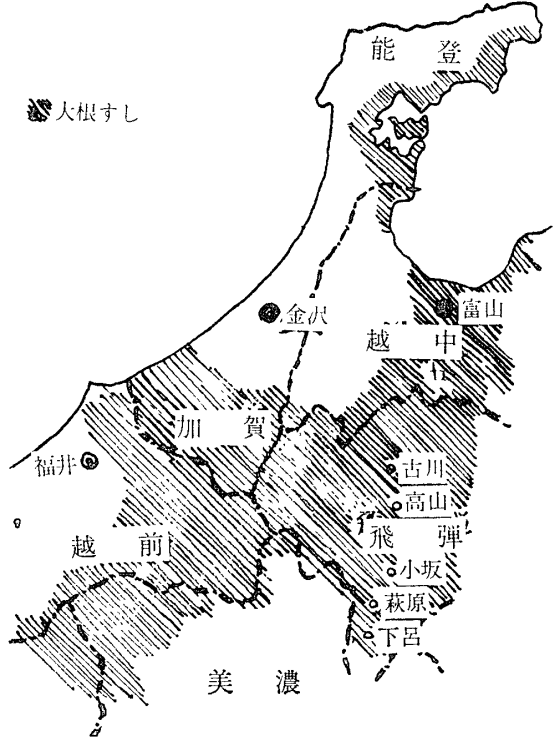 能登
大根すし
金沢
富山
越中
加賀
福井
古川
高山
越前
飛弾
小坂
萩原
下呂
美濃